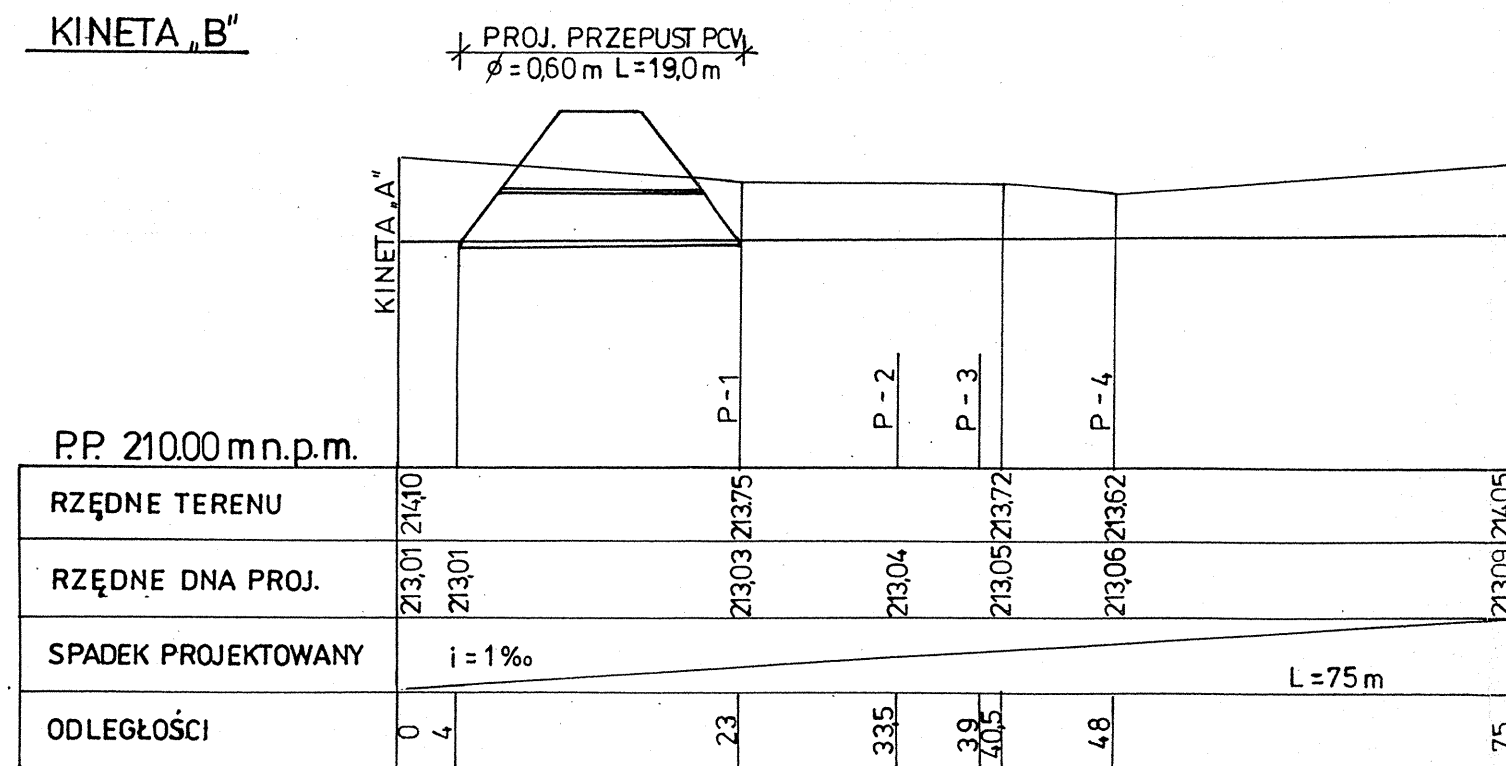 KINETA „B"
PROJ. PRZEPUST PCV
ϕ = 0,60 m L=19,0 m
KINETA „A"
P-1
P-2
P-3
P-4
P.P. 210.00 m n.p.m.
RZĘDNE TERENU 214,10 213.75 213,72 213,62 214,05
RZĘDNE DNA PROJ. 213,01 213,01 213,03 213,04 213,05 213,06 213,09
SPADEK PROJEKTOWANY i = 1‰ L=75 m
ODLEGŁOŚCI 0 4 23 33,5 39 40,5 48 75